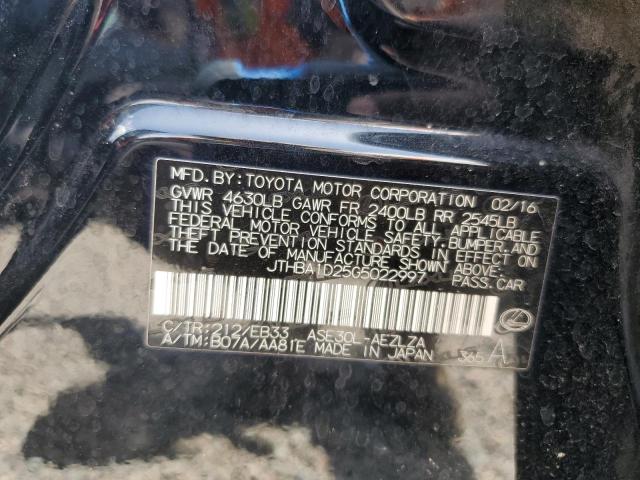 MFD. BY: TOYOTA MOTOR CORPORATION 02/16
GVWR 4630LB GAWR FR 2400LB RR 2545LB
THIS VEHICLE CONFORMS TO ALL APPLICABLE
FEDERAL MOTOR VEHICLE SAFETY, BUMPER, AND
THEFT PREVENTION STANDARDS IN EFFECT ON
THE DATE OF MANUFACTURE SHOWN ABOVE.
JTHBA1D25G5022997 PASS. CAR
C/TR: 212/EB33 ASE30L-AEZLZA
A/TM: B07A/AA81E MADE IN JAPAN 365 A